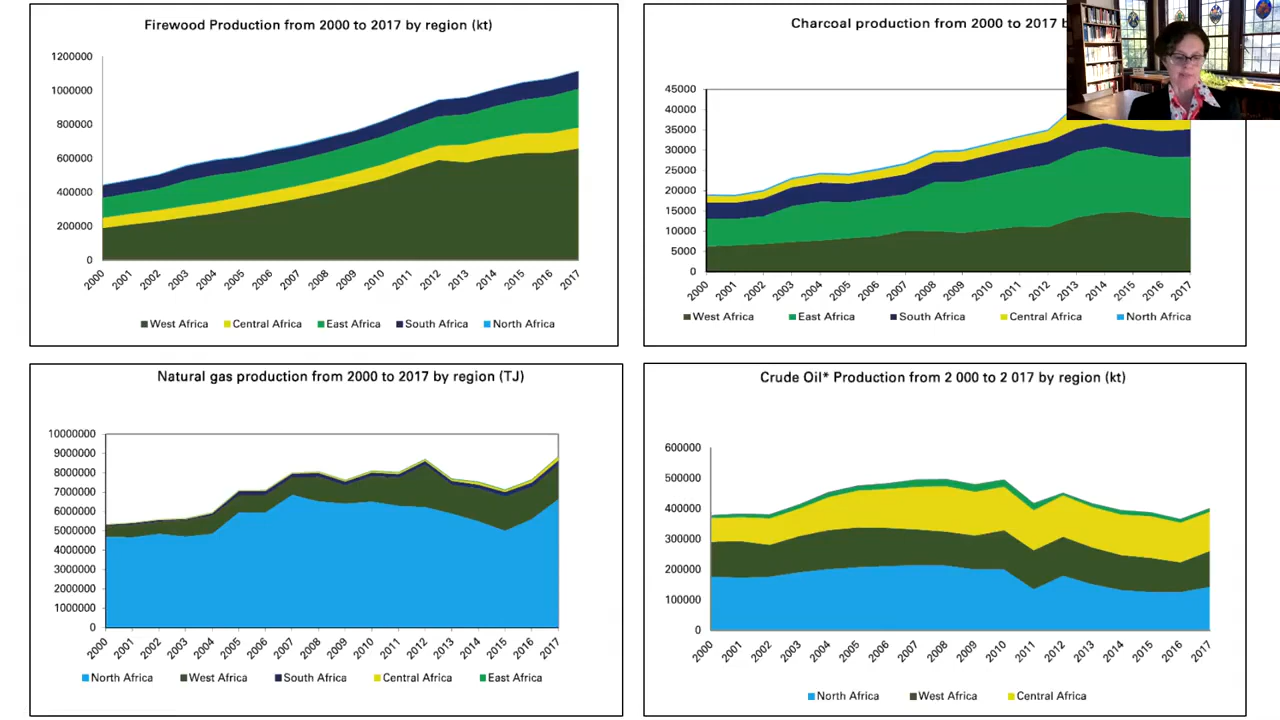 Firewood Production from 2000 to 2017 by region (kt)
1200000
1000000
800000
600000
400000
200000
0
2000 2001 2002 2003 2004 2005 2006 2007 2008 2009 2010 2011 2012 2013 2014 2015 2016 2017
West Africa Central Africa East Africa South Africa North Africa
Charcoal production from 2000 to 2017
45000
40000
35000
30000
25000
20000
15000
10000
5000
0
2000 2001 2002 2003 2004 2005 2006 2007 2008 2009 2010 2011 2012 2013 2014 2015 2016 2017
West Africa East Africa South Africa Central Africa North Africa
Natural gas production from 2000 to 2017 by region (TJ)
10000000
9000000
8000000
7000000
6000000
5000000
4000000
3000000
2000000
1000000
0
2000 2001 2002 2003 2004 2005 2006 2007 2008 2009 2010 2011 2012 2013 2014 2015 2016 2017
North Africa West Africa South Africa Central Africa East Africa
Crude Oil* Production from 2 000 to 2 017 by region (kt)
600000
500000
400000
300000
200000
100000
0
2000 2001 2002 2003 2004 2005 2006 2007 2008 2009 2010 2011 2012 2013 2014 2015 2016 2017
North Africa West Africa Central Africa